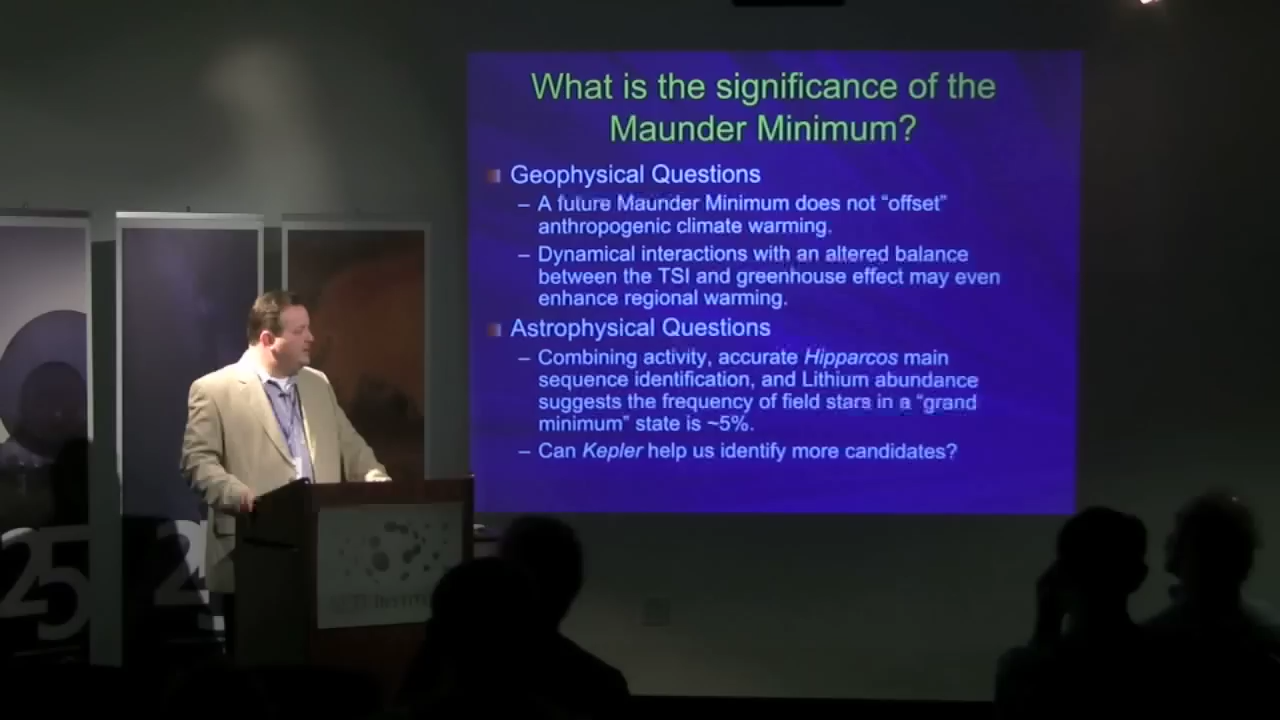 What is the significance of the
Maunder Minimum?
Geophysical Questions
– A future Maunder Minimum does not “offset”
anthropogenic climate warming.
– Dynamical interactions with an altered balance
between the TSI and greenhouse effect may even
enhance regional warming.
Astrophysical Questions
– Combining activity, accurate Hipparcos main
sequence identification, and Lithium abundance
suggests the frequency of field stars in a “grand
minimum” state is ~5%.
– Can Kepler help us identify more candidates?
25
2